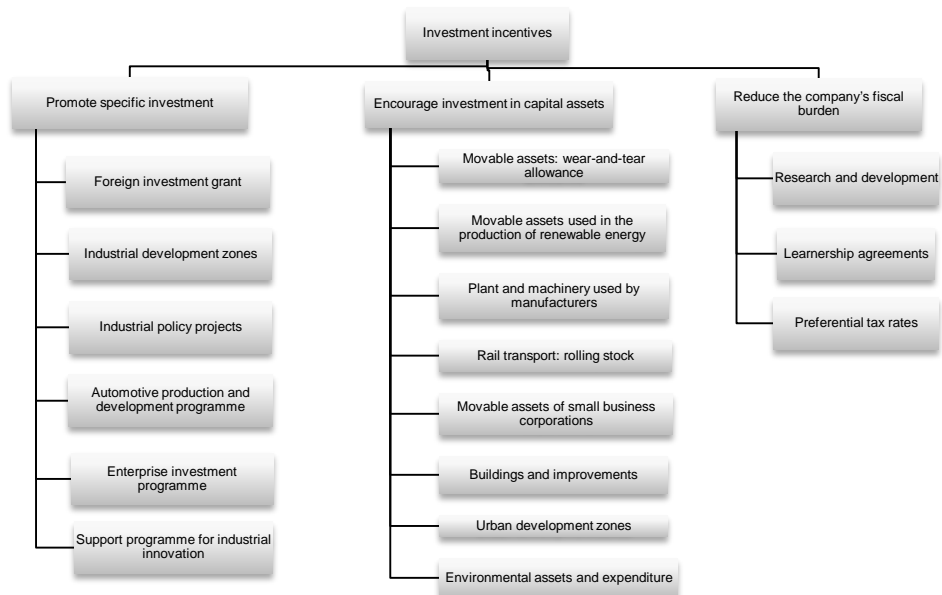 Investment incentives
Promote specific investment
Foreign investment grant
Industrial development zones
Industrial policy projects
Automotive production and
development programme
Enterprise investment
programme
Support programme for industrial
innovation
Encourage investment in capital assets
Movable assets: wear-and-tear
allowance
Movable assets used in the
production of renewable energy
Plant and machinery used by
manufacturers
Rail transport: rolling stock
Movable assets of small business
corporations
Buildings and improvements
Urban development zones
Environmental assets and expenditure
Reduce the company's fiscal
burden
Research and development
Learnership agreements
Preferential tax rates